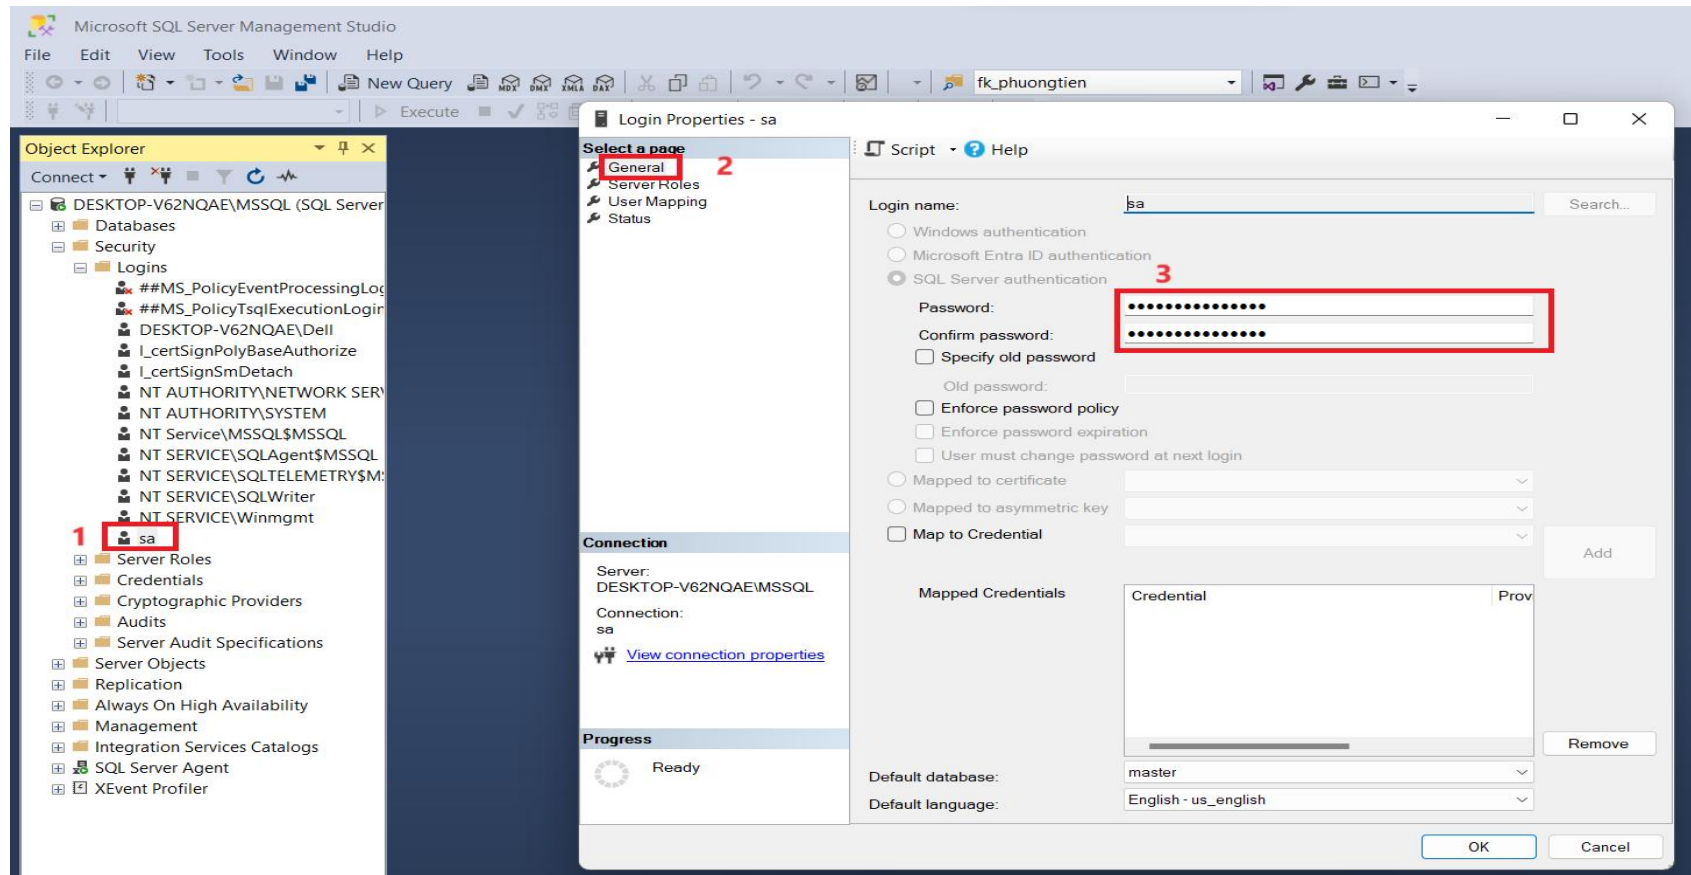 Microsoft SQL Server Management Studio
File Edit View Tools Window Help
New Query MDX DMX XMLA DAX fk_phuongtien
Execute
Object Explorer
Connect
DESKTOP-V62NQAE\MSSQL (SQL Server
Databases
Security
Logins
##MS_PolicyEventProcessingLog
##MS_PolicyTsqlExecutionLogin
DESKTOP-V62NQAE\Dell
l_certSignPolyBaseAuthorize
l_certSignSmDetach
NT AUTHORITY\NETWORK SERV
NT AUTHORITY\SYSTEM
NT Service\MSSQL$MSSQL
NT SERVICE\SQLAgent$MSSQL
NT SERVICE\SQLTELEMETRY$MS
NT SERVICE\SQLWriter
NT SERVICE\Winmgmt
1 sa
Server Roles
Credentials
Cryptographic Providers
Audits
Server Audit Specifications
Server Objects
Replication
Always On High Availability
Management
Integration Services Catalogs
SQL Server Agent
XEvent Profiler
Login Properties - sa
Select a page
General 2
Server Roles
User Mapping
Status
Connection
Server:
DESKTOP-V62NQAE\MSSQL
Connection:
sa
View connection properties
Progress
Ready
Script Help
Login name: sa Search...
Windows authentication
Microsoft Entra ID authentication
SQL Server authentication 3
Password: ●●●●●●●●●●●●●●●
Confirm password: ●●●●●●●●●●●●●●●
Specify old password
Old password:
Enforce password policy
Enforce password expiration
User must change password at next login
Mapped to certificate
Mapped to asymmetric key
Map to Credential
Add
Mapped Credentials Credential Prov
Remove
Default database: master
Default language: English - us_english
OK Cancel